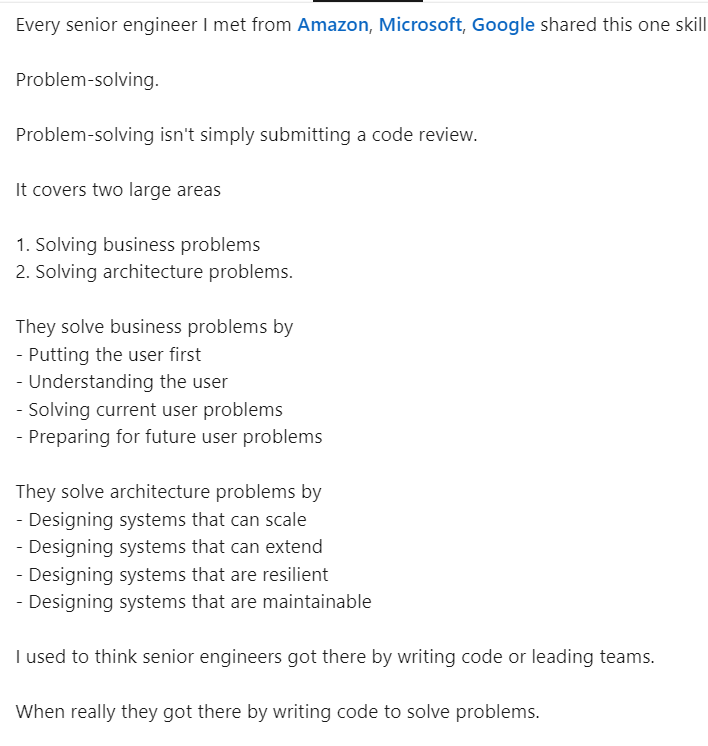 Every senior engineer I met from Amazon, Microsoft, Google shared this one skill
Problem-solving.
Problem-solving isn't simply submitting a code review.
It covers two large areas
1. Solving business problems
2. Solving architecture problems.
They solve business problems by
- Putting the user first
- Understanding the user
- Solving current user problems
- Preparing for future user problems
They solve architecture problems by
- Designing systems that can scale
- Designing systems that can extend
- Designing systems that are resilient
- Designing systems that are maintainable
I used to think senior engineers got there by writing code or leading teams.
When really they got there by writing code to solve problems.